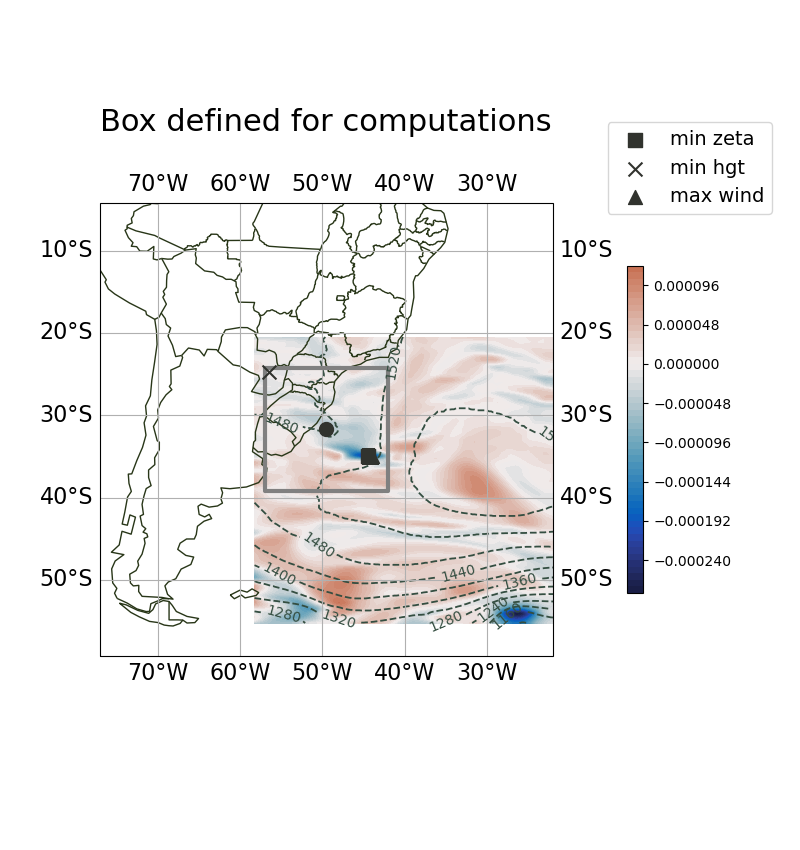 Box defined for computations
min zeta
min hgt
max wind
70°W 60°W 50°W 40°W 30°W
10°S 10°S
20°S 20°S
30°S 30°S
40°S 40°S
50°S 50°S
1520
1480
1480
1440
1400
1360
1320
1280
1280
1240
70°W 60°W 50°W 40°W 30°W
0.000096
0.000048
0.000000
−0.000048
−0.000096
−0.000144
−0.000192
−0.000240